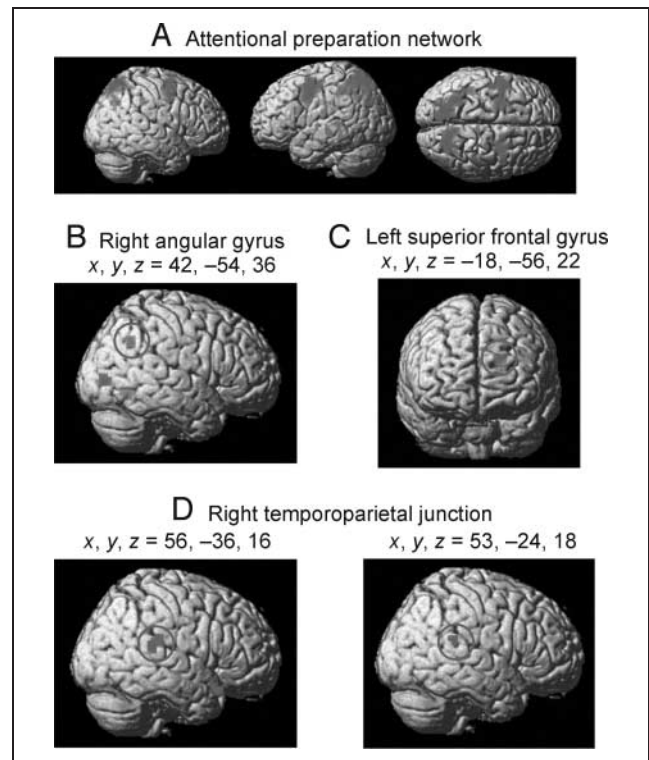 A Attentional preparation network
B Right angular gyrus
x, y, z = 42, –54, 36
C Left superior frontal gyrus
x, y, z = –18, –56, 22
D Right temporoparietal junction
x, y, z = 56, –36, 16
x, y, z = 53, –24, 18